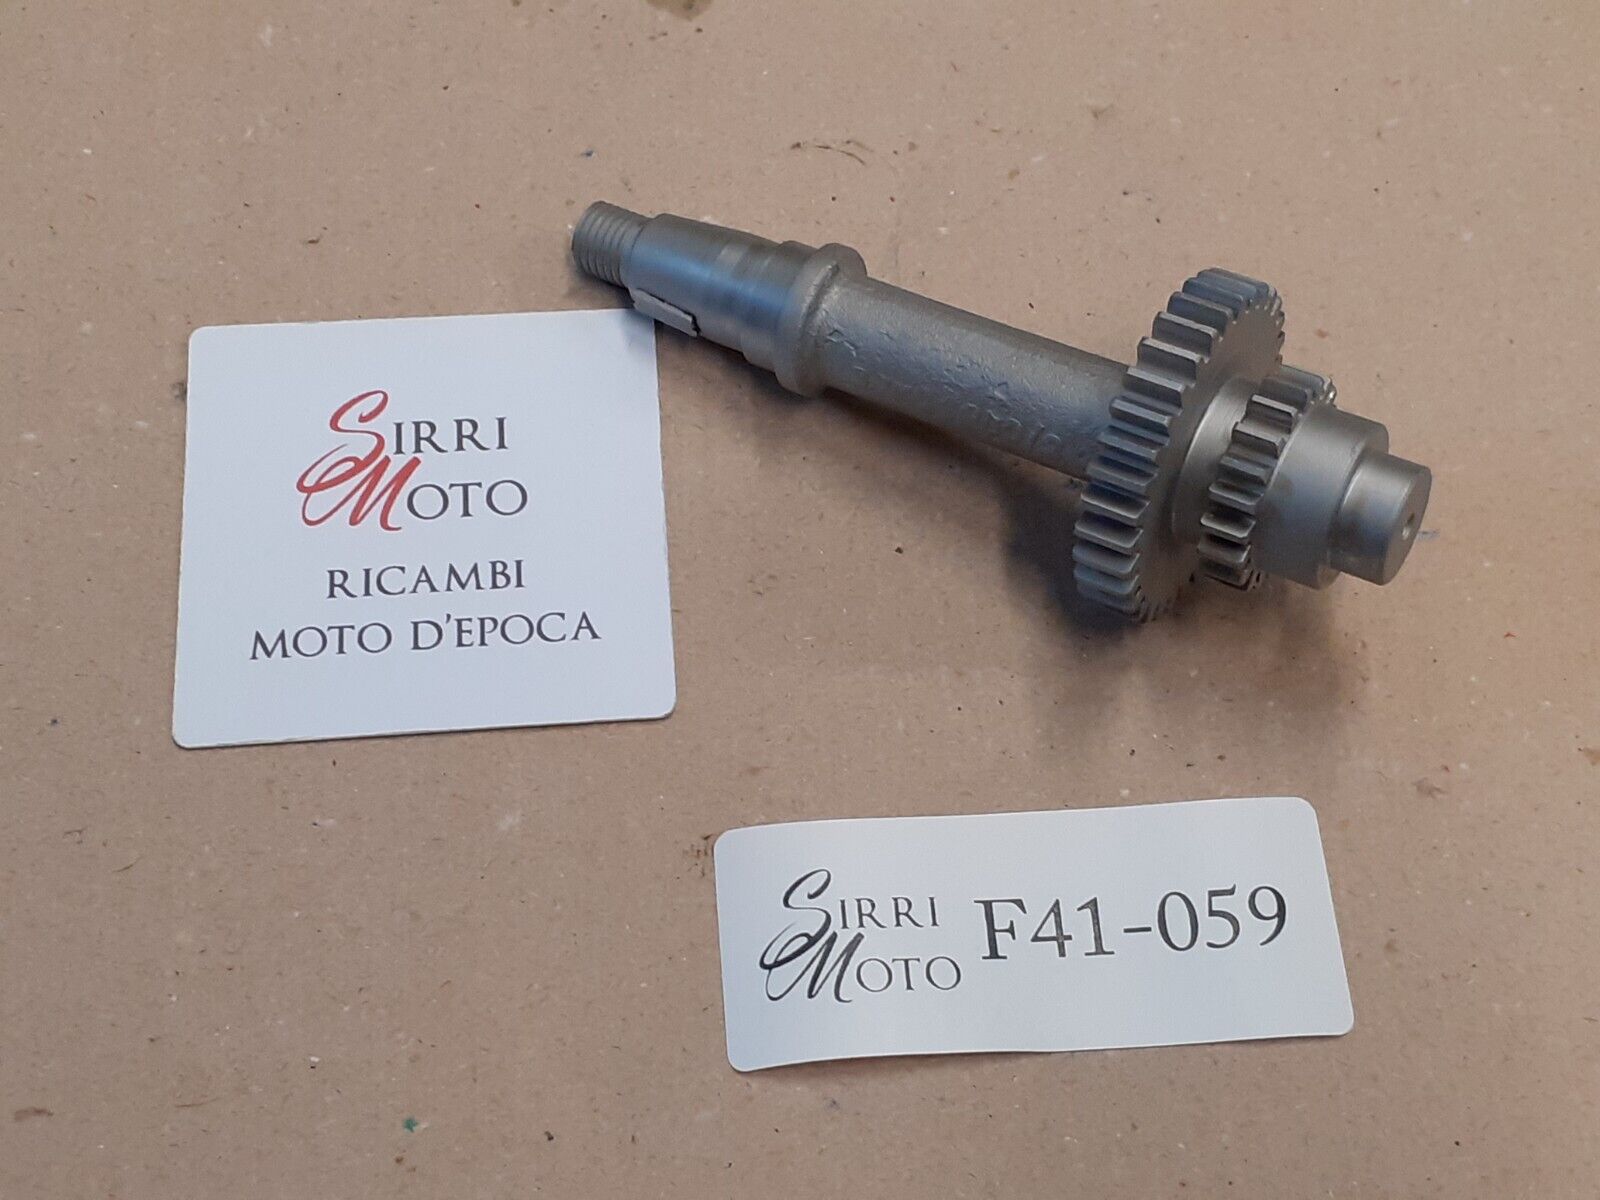 SIRRI
MOTO
RICAMBI
MOTO D'EPOCA
SIRRI
MOTO
F41-059